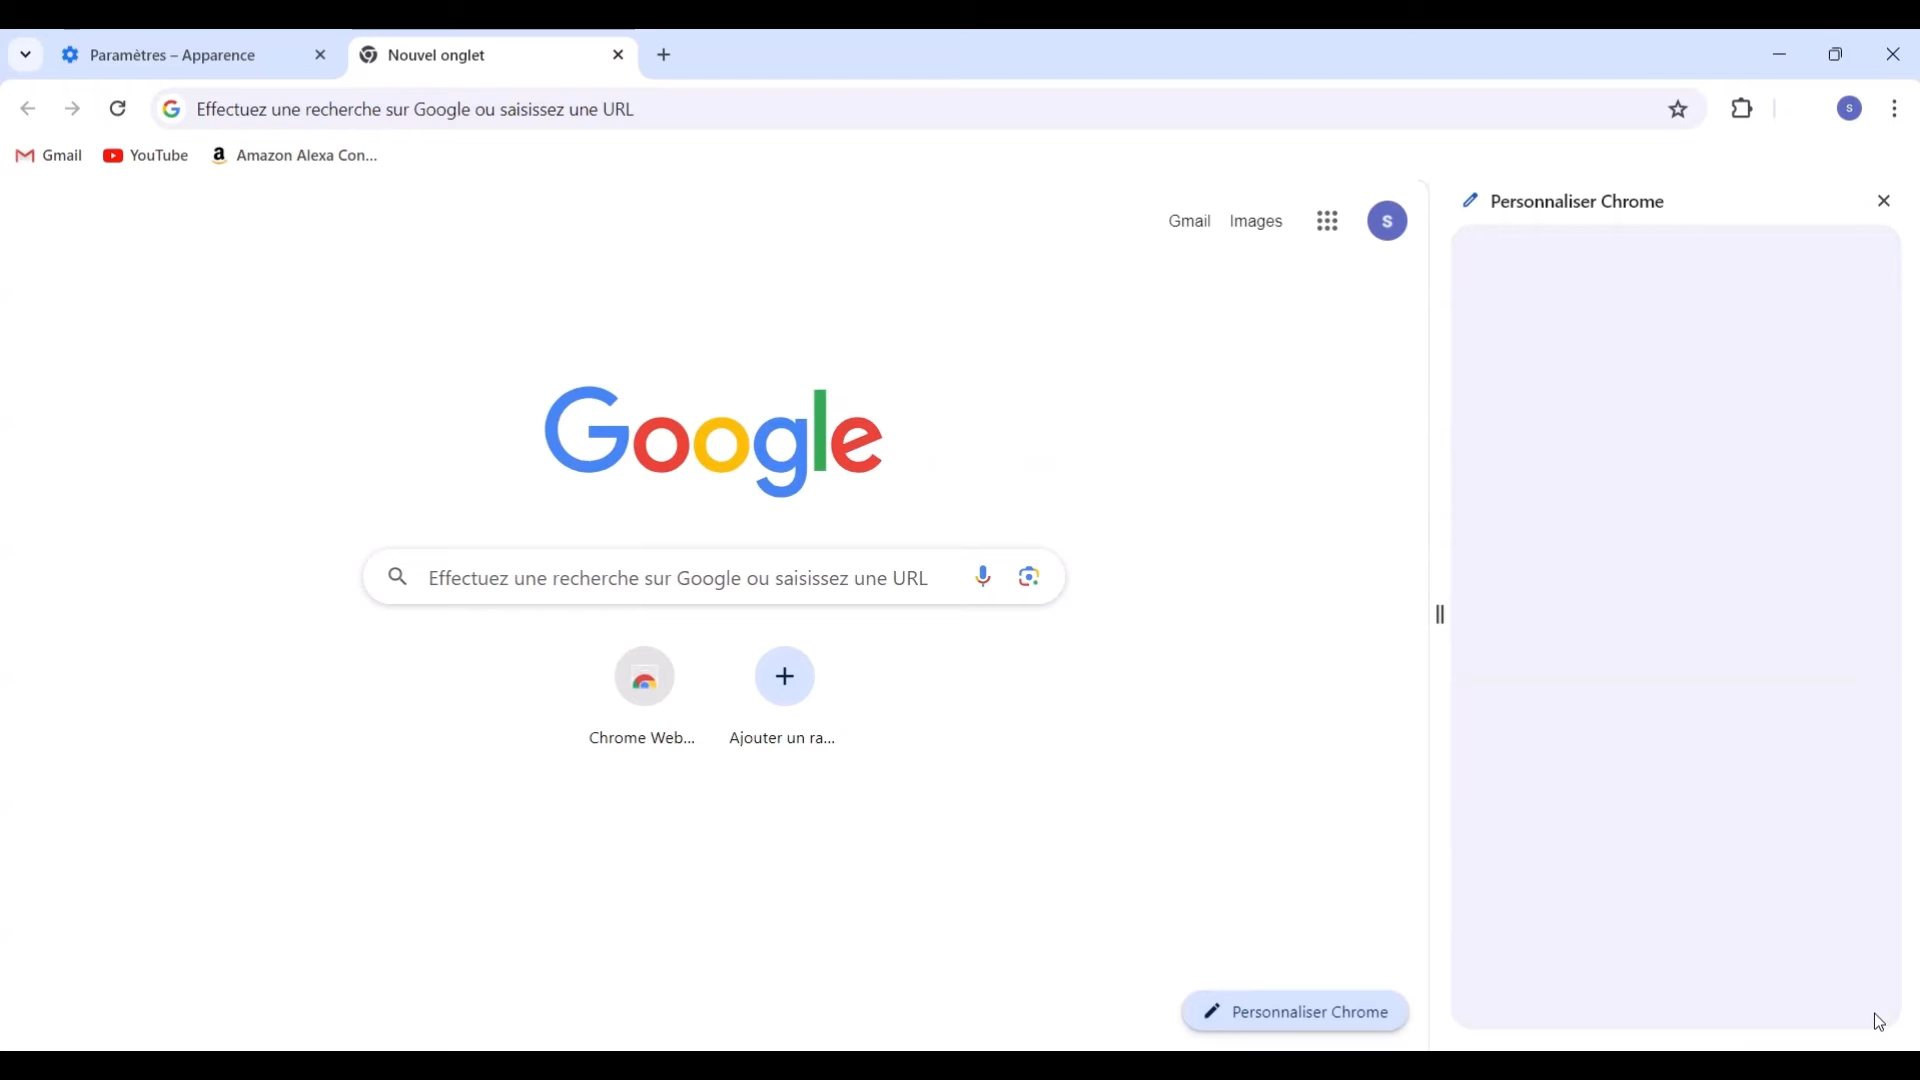 Paramètres – Apparence
Nouvel onglet
Effectuez une recherche sur Google ou saisissez une URL
S
Gmail
YouTube
Amazon Alexa Con...
Gmail
Images
S
Personnaliser Chrome
Google
Effectuez une recherche sur Google ou saisissez une URL
Chrome Web...
Ajouter un ra...
Personnaliser Chrome